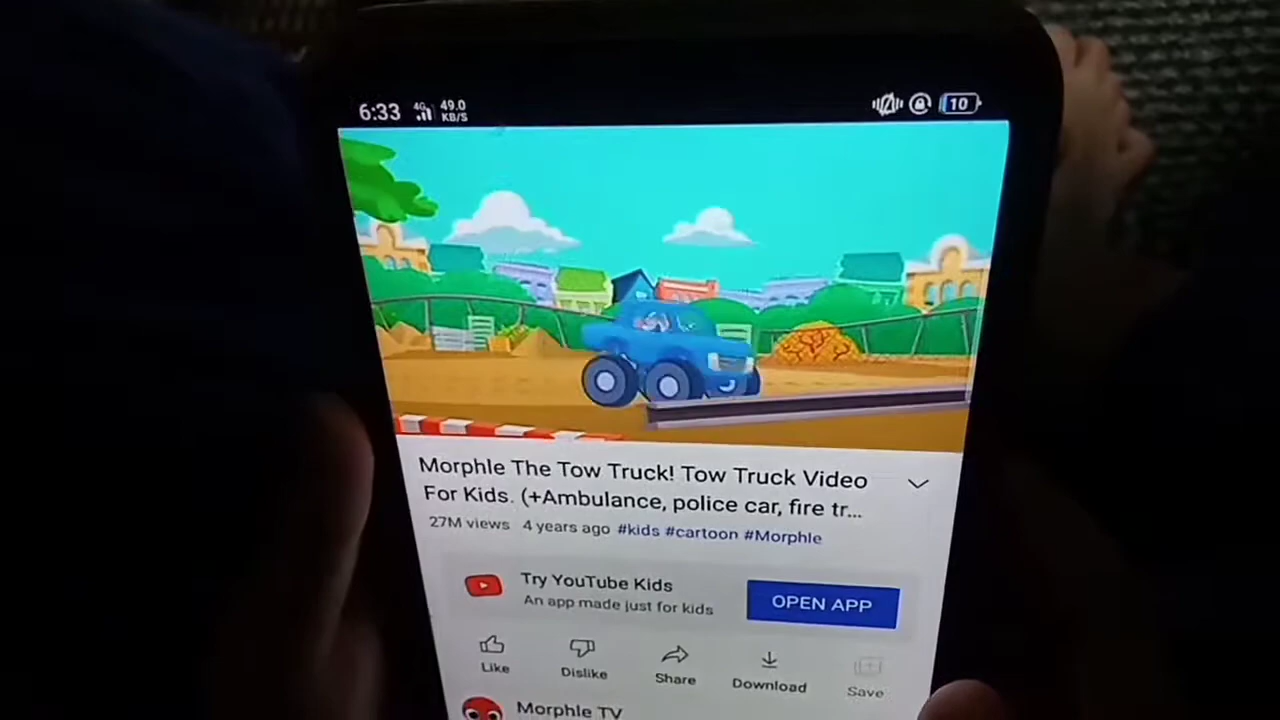 6:33 4G 49.0 KB/S 10
Morphle The Tow Truck! Tow Truck Video
For Kids. (+Ambulance, police car, fire tr...
27M views 4 years ago #kids #cartoon #Morphle
Try YouTube Kids
An app made just for kids
OPEN APP
Like Dislike Share Download Save
Morphle TV